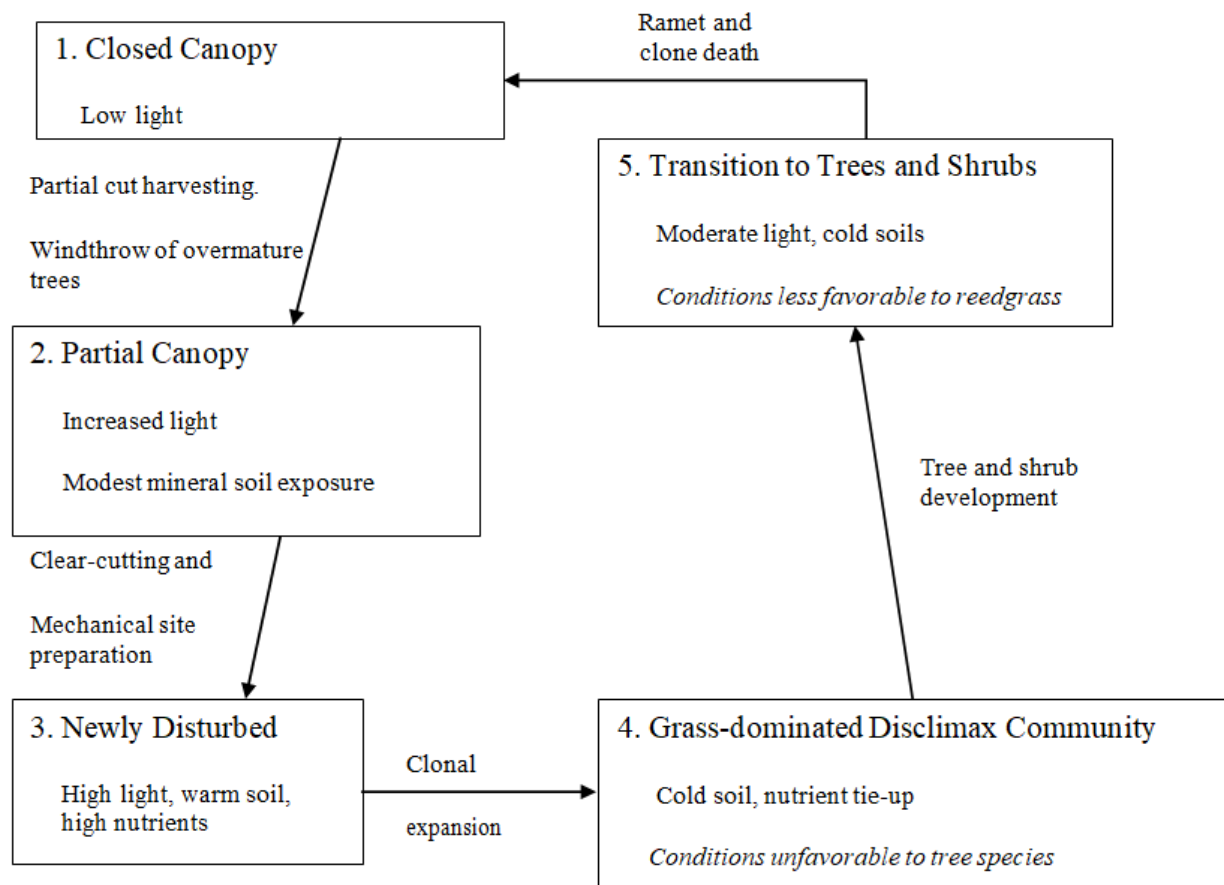 1. Closed Canopy
Low light
Partial cut harvesting.
Windthrow of overmature
trees
2. Partial Canopy
Increased light
Modest mineral soil exposure
Clear-cutting and
Mechanical site
preparation
3. Newly Disturbed
High light, warm soil,
high nutrients
Clonal
expansion
4. Grass-dominated Disclimax Community
Cold soil, nutrient tie-up
Conditions unfavorable to tree species
Tree and shrub
development
5. Transition to Trees and Shrubs
Moderate light, cold soils
Conditions less favorable to reedgrass
Ramet and
clone death